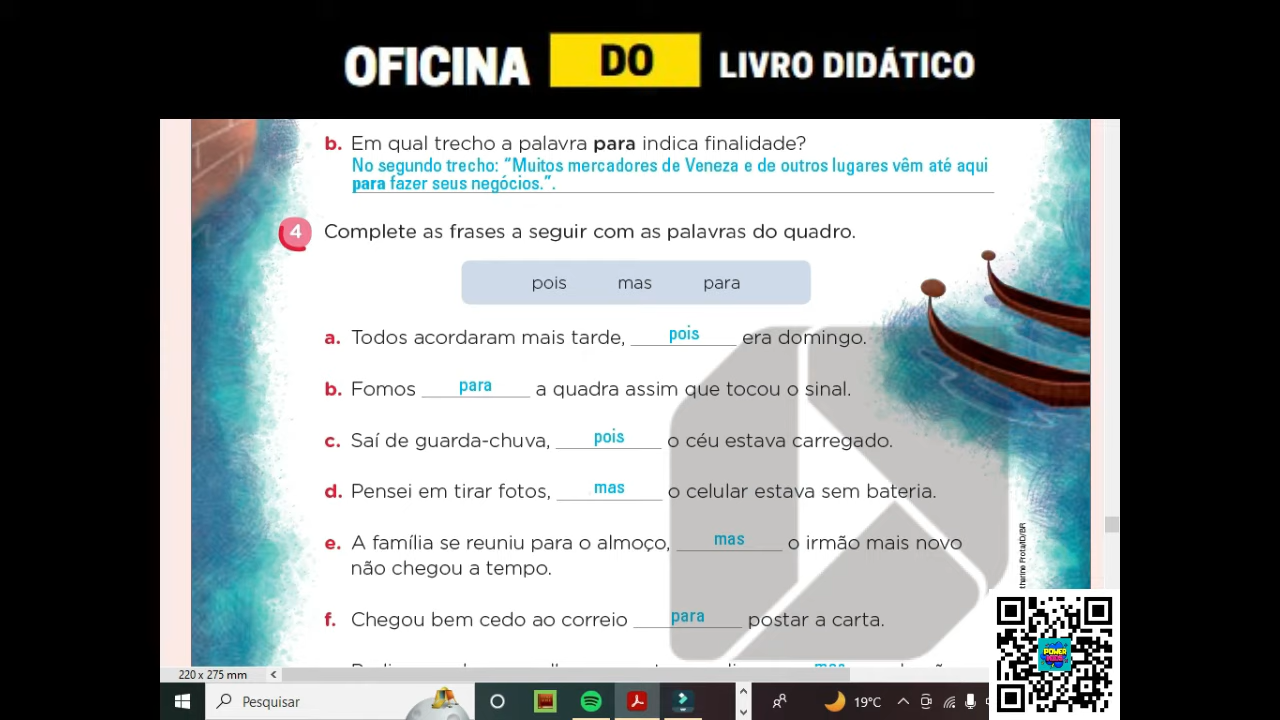 OFICINA DO LIVRO DIDÁTICO
b. Em qual trecho a palavra para indica finalidade?
No segundo trecho: "Muitos mercadores de Veneza e de outros lugares vêm até aqui
para fazer seus negócios.".
4 Complete as frases a seguir com as palavras do quadro.
pois mas para
a. Todos acordaram mais tarde, pois era domingo.
b. Fomos para a quadra assim que tocou o sinal.
c. Saí de guarda-chuva, pois o céu estava carregado.
d. Pensei em tirar fotos, mas o celular estava sem bateria.
e. A família se reuniu para o almoço, mas o irmão mais novo
não chegou a tempo.
f. Chegou bem cedo ao correio para postar a carta.
Frota/ID/BR
POWER
220 x 275 mm
Pesquisar
19°C